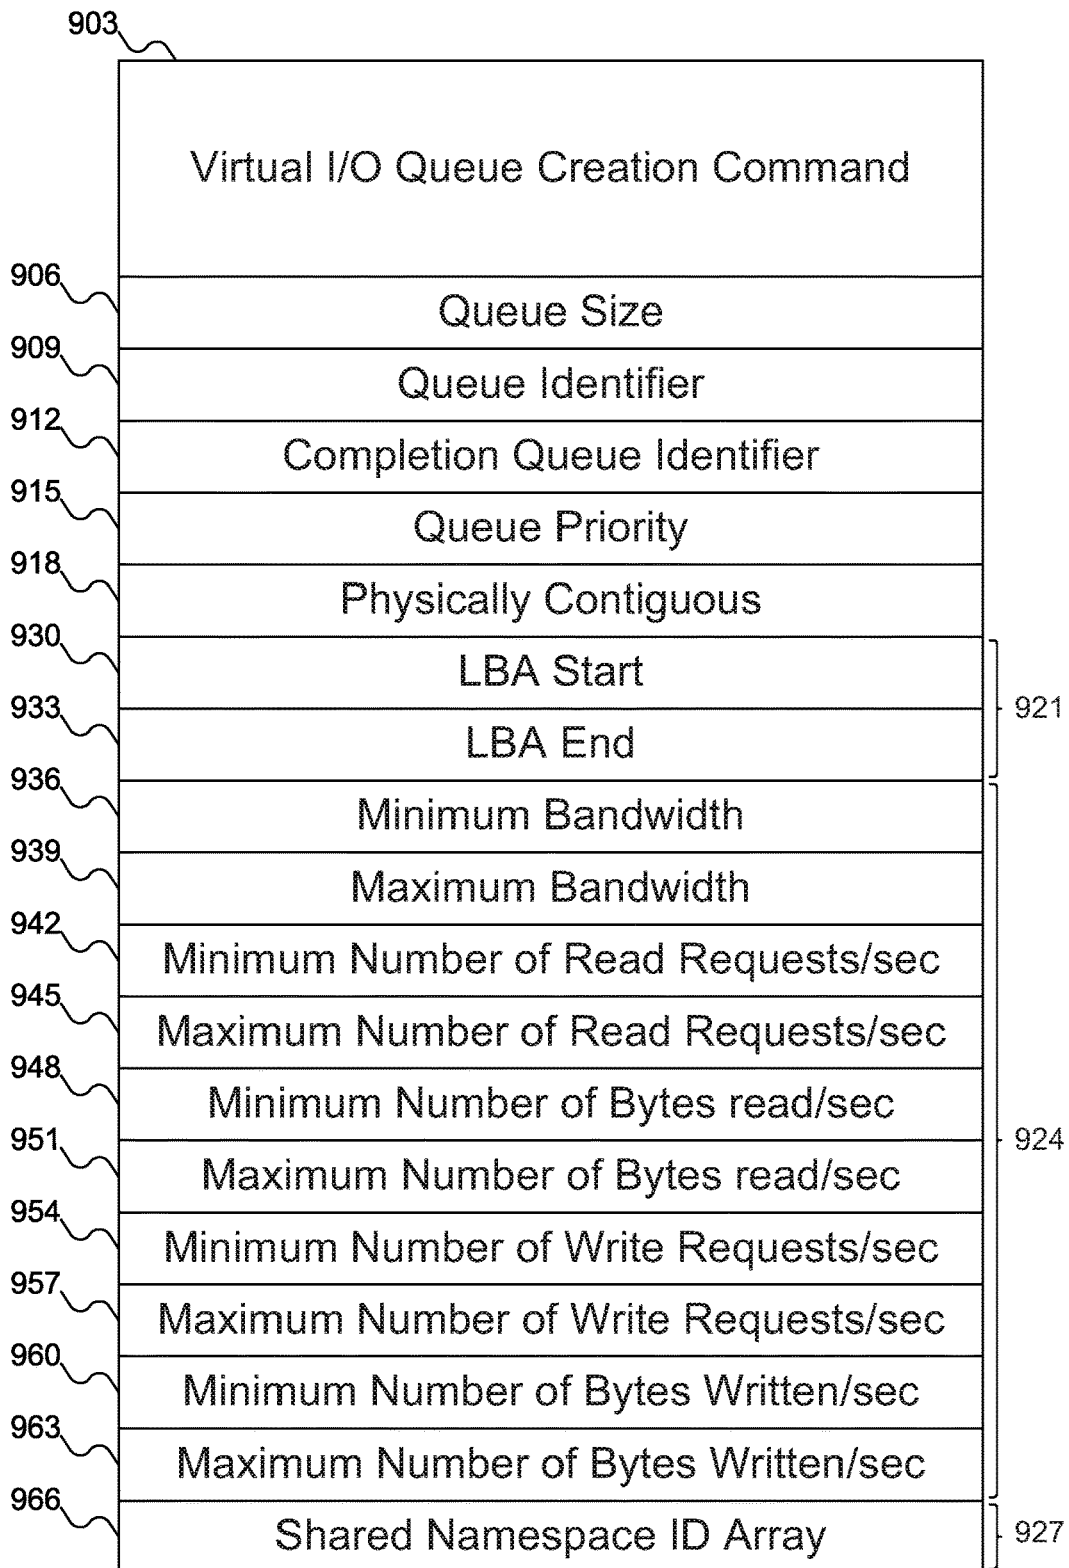 903
Virtual I/O Queue Creation Command
906
Queue Size
909
Queue Identifier
912
Completion Queue Identifier
915
Queue Priority
918
Physically Contiguous
930
LBA Start
921
933
LBA End
936
Minimum Bandwidth
939
Maximum Bandwidth
942
Minimum Number of Read Requests/sec
945
Maximum Number of Read Requests/sec
948
Minimum Number of Bytes read/sec
924
951
Maximum Number of Bytes read/sec
954
Minimum Number of Write Requests/sec
957
Maximum Number of Write Requests/sec
960
Minimum Number of Bytes Written/sec
963
Maximum Number of Bytes Written/sec
966
Shared Namespace ID Array
927